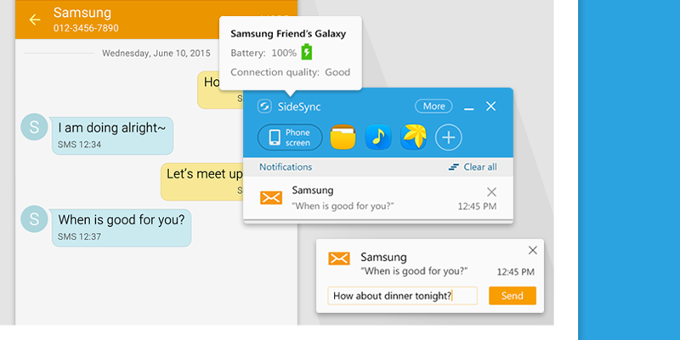 Samsung
012-3456-7890
Wednesday, June 10, 2015
Ho
S
S
I am doing alright~
SMS 12:34
Let's meet up
S
S
When is good for you?
SMS 12:37
Samsung Friend's Galaxy
Battery: 100%
Connection quality: Good
SideSync
More
Phone
screen
Notifications
Clear all
Samsung
"When is good for you?"
12:45 PM
Samsung
"When is good for you?"
12:45 PM
How about dinner tonight?
Send